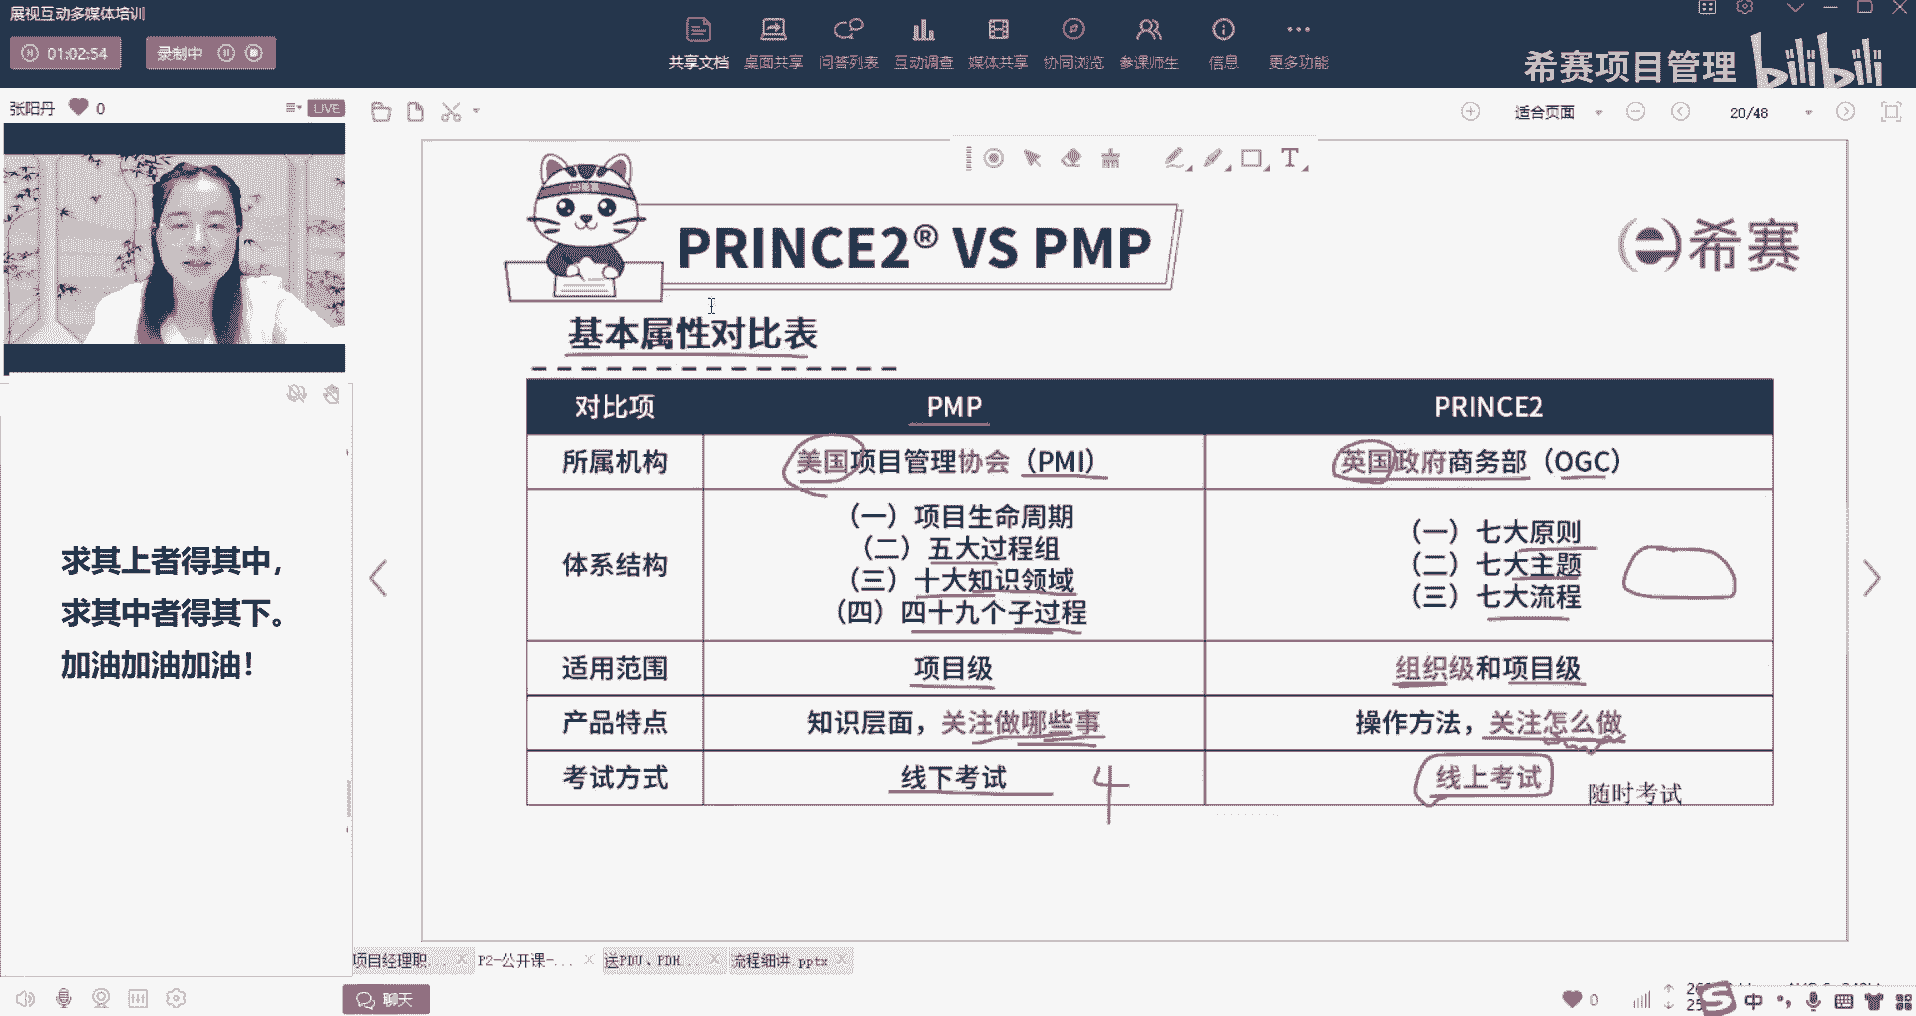 展视互动多媒体培训
01:02:54
录制中
共享文档
桌面共享
问答列表
互动调查
媒体共享
协同浏览
参课师生
信息
更多功能
希赛项目管理
bilibili
张阳丹
0
LIVE
适合页面
20/48
PRINCE2® VS PMP
希赛
基本属性对比表
对比项 PMP PRINCE2
所属机构 美国项目管理协会（PMI） 英国政府商务部（OGC）
体系结构
（一）项目生命周期
（二）五大过程组
（三）十大知识领域
（四）四十九个子过程
（一）七大原则
（二）七大主题
（三）七大流程
适用范围 项目级 组织级和项目级
产品特点 知识层面，关注做哪些事 操作方法，关注怎么做
考试方式 线下考试 4 线上考试 随时考试
求其上者得其中，
求其中者得其下。
加油加油加油！
项目经理职...
P2-公开课-...
送PDU、PDH...
流程细讲.pptx
聊天
0
中